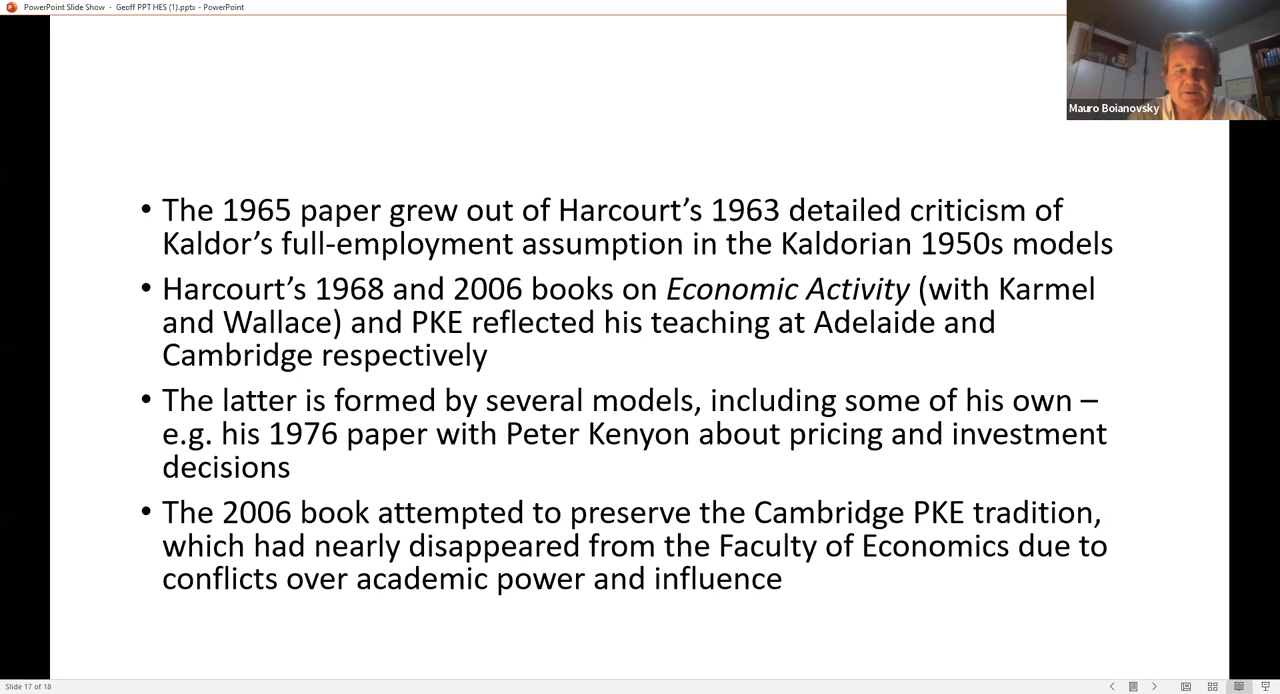 PowerPoint Slide Show - Geoff PPT HES (1).pptx - PowerPoint
Mauro Boianovsky
• The 1965 paper grew out of Harcourt’s 1963 detailed criticism of
Kaldor’s full-employment assumption in the Kaldorian 1950s models
• Harcourt’s 1968 and 2006 books on Economic Activity (with Karmel
and Wallace) and PKE reflected his teaching at Adelaide and
Cambridge respectively
• The latter is formed by several models, including some of his own –
e.g. his 1976 paper with Peter Kenyon about pricing and investment
decisions
• The 2006 book attempted to preserve the Cambridge PKE tradition,
which had nearly disappeared from the Faculty of Economics due to
conflicts over academic power and influence
Slide 17 of 18